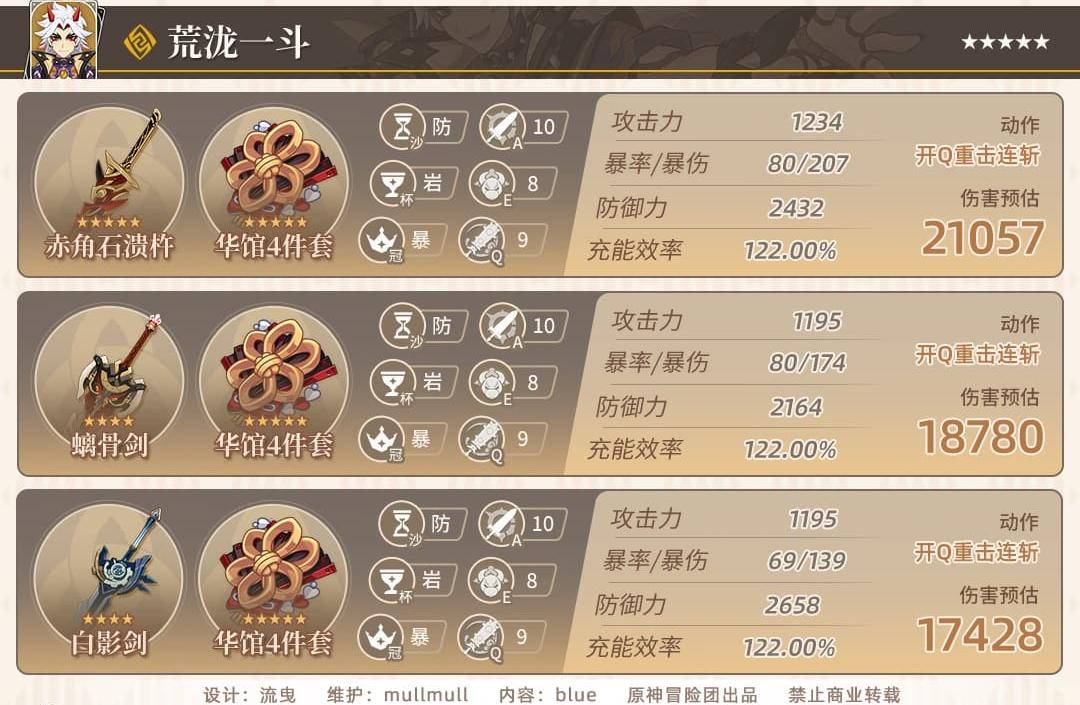 荒泷一斗 ★★★★★
赤角石溃杵
华馆4件套
沙 防
A 10
杯 岩
E 8
冠 暴
Q 9
攻击力 1234
暴率/暴伤 80/207
防御力 2432
充能效率 122.00%
动作
开Q重击连斩
伤害预估
21057
螭骨剑
华馆4件套
沙 防
A 10
杯 岩
E 8
冠 暴
Q 9
攻击力 1195
暴率/暴伤 80/174
防御力 2164
充能效率 122.00%
动作
开Q重击连斩
伤害预估
18780
白影剑
华馆4件套
沙 防
A 10
杯 岩
E 8
冠 暴
Q 9
攻击力 1195
暴率/暴伤 69/139
防御力 2658
充能效率 122.00%
动作
开Q重击连斩
伤害预估
17428
设计：流曳 维护：mullmull 内容：blue 原神冒险团出品 禁止商业转载